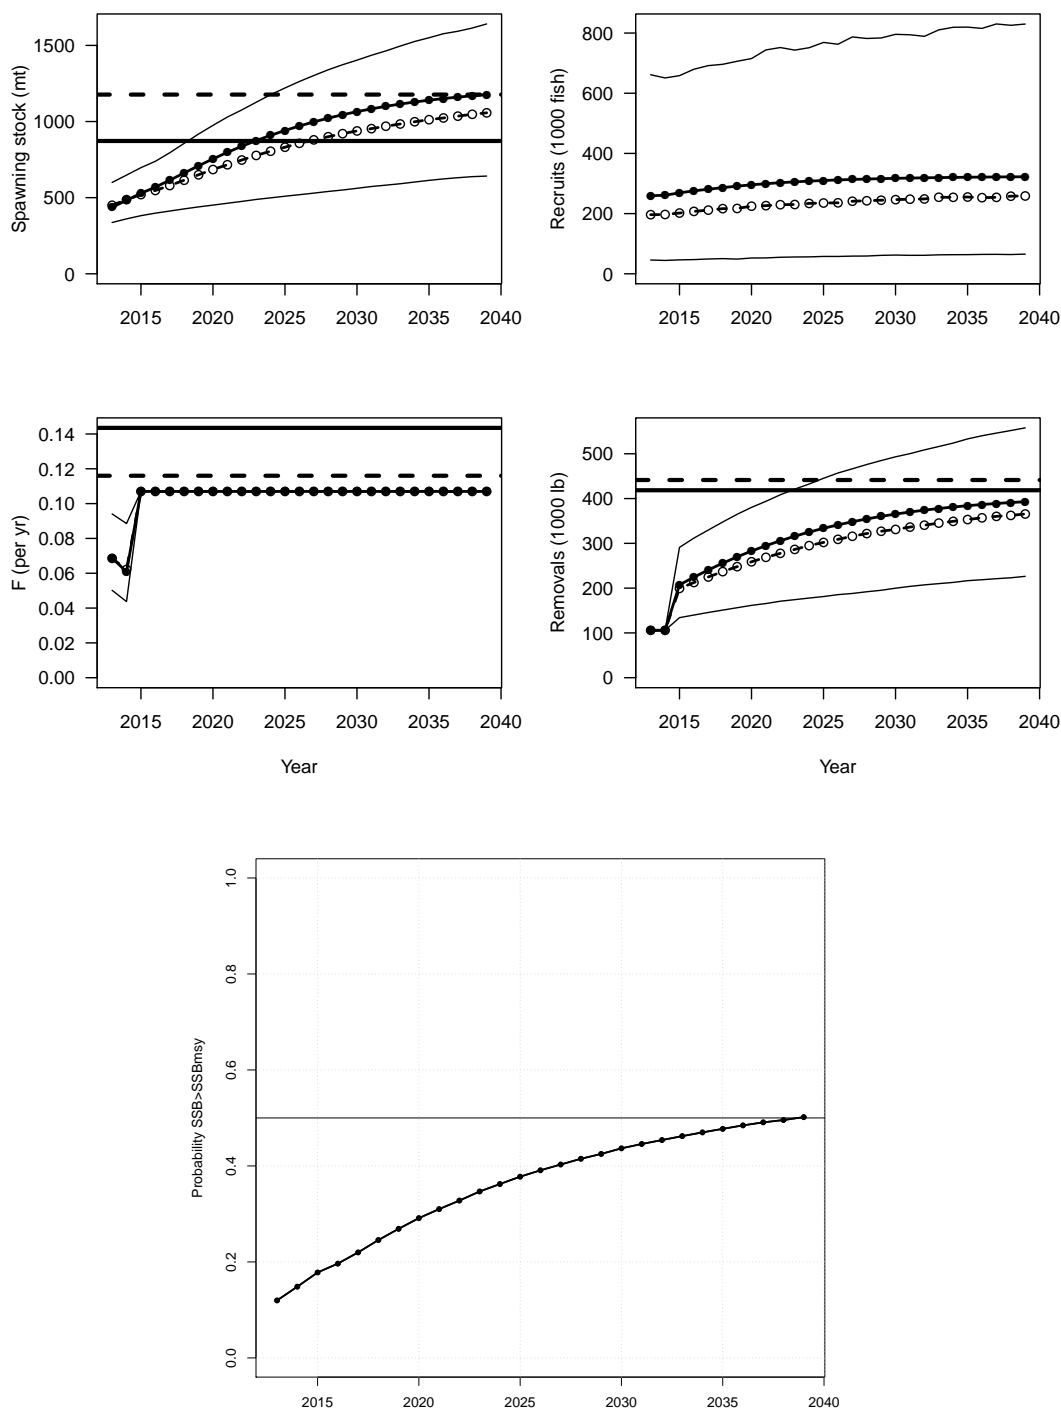 Spawning stock (mt)
1500
1000
500
0
2015 2020 2025 2030 2035 2040
Recruits (1000 fish)
800
600
400
200
0
2015 2020 2025 2030 2035 2040
F (per yr)
0.14
0.12
0.10
0.08
0.06
0.04
0.02
0.00
2015 2020 2025 2030 2035 2040
Year
Removals (1000 lb)
500
400
300
200
100
0
2015 2020 2025 2030 2035 2040
Year
Probability SSB>SSBmsy
1.0
0.8
0.6
0.4
0.2
0.0
2015 2020 2025 2030 2035 2040